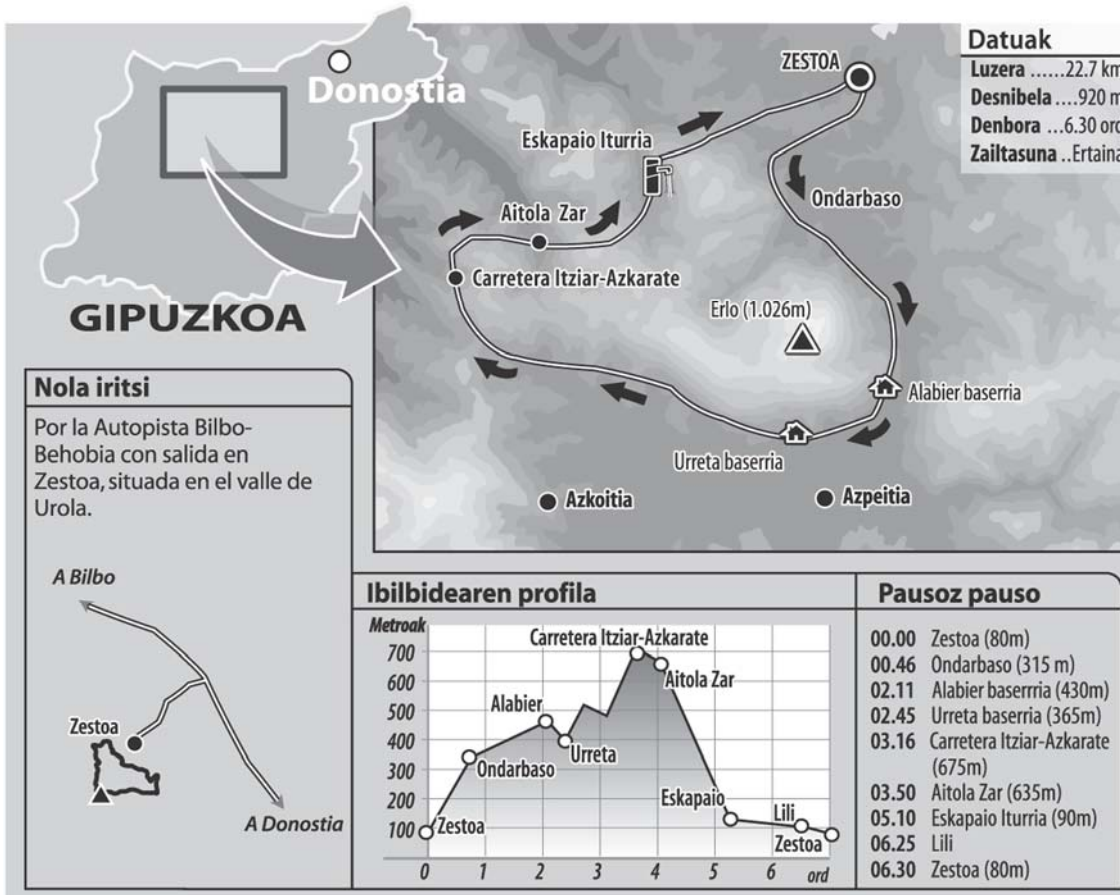 Donostia
GIPUZKOA
ZESTOA
Eskapaio Iturria
Aitola Zar
Ondarbaso
Carretera Itziar-Azkarate
Erlo (1.026m)
Alabier baserria
Urreta baserria
Azkoitia
Azpeitia
Datuak
Luzera ......22.7 km
Desnibela ....920 m
Denbora ...6.30 ord
Zailtasuna ..Ertaina
Nola iritsi
Por la Autopista Bilbo-
Behobia con salida en
Zestoa, situada en el valle de
Urola.
A Bilbo
Zestoa
A Donostia
Ibilbidearen profila
Metroak
700
600
500
400
300
200
100
Carretera Itziar-Azkarate
Aitola Zar
Alabier
Urreta
Ondarbaso
Eskapaio
Lili
Zestoa
Zestoa
0 1 2 3 4 5 6 ord
Pausoz pauso
00.00 Zestoa (80m)
00.46 Ondarbaso (315 m)
02.11 Alabier baserrria (430m)
02.45 Urreta baserria (365m)
03.16 Carretera Itziar-Azkarate
(675m)
03.50 Aitola Zar (635m)
05.10 Eskapaio Iturria (90m)
06.25 Lili
06.30 Zestoa (80m)